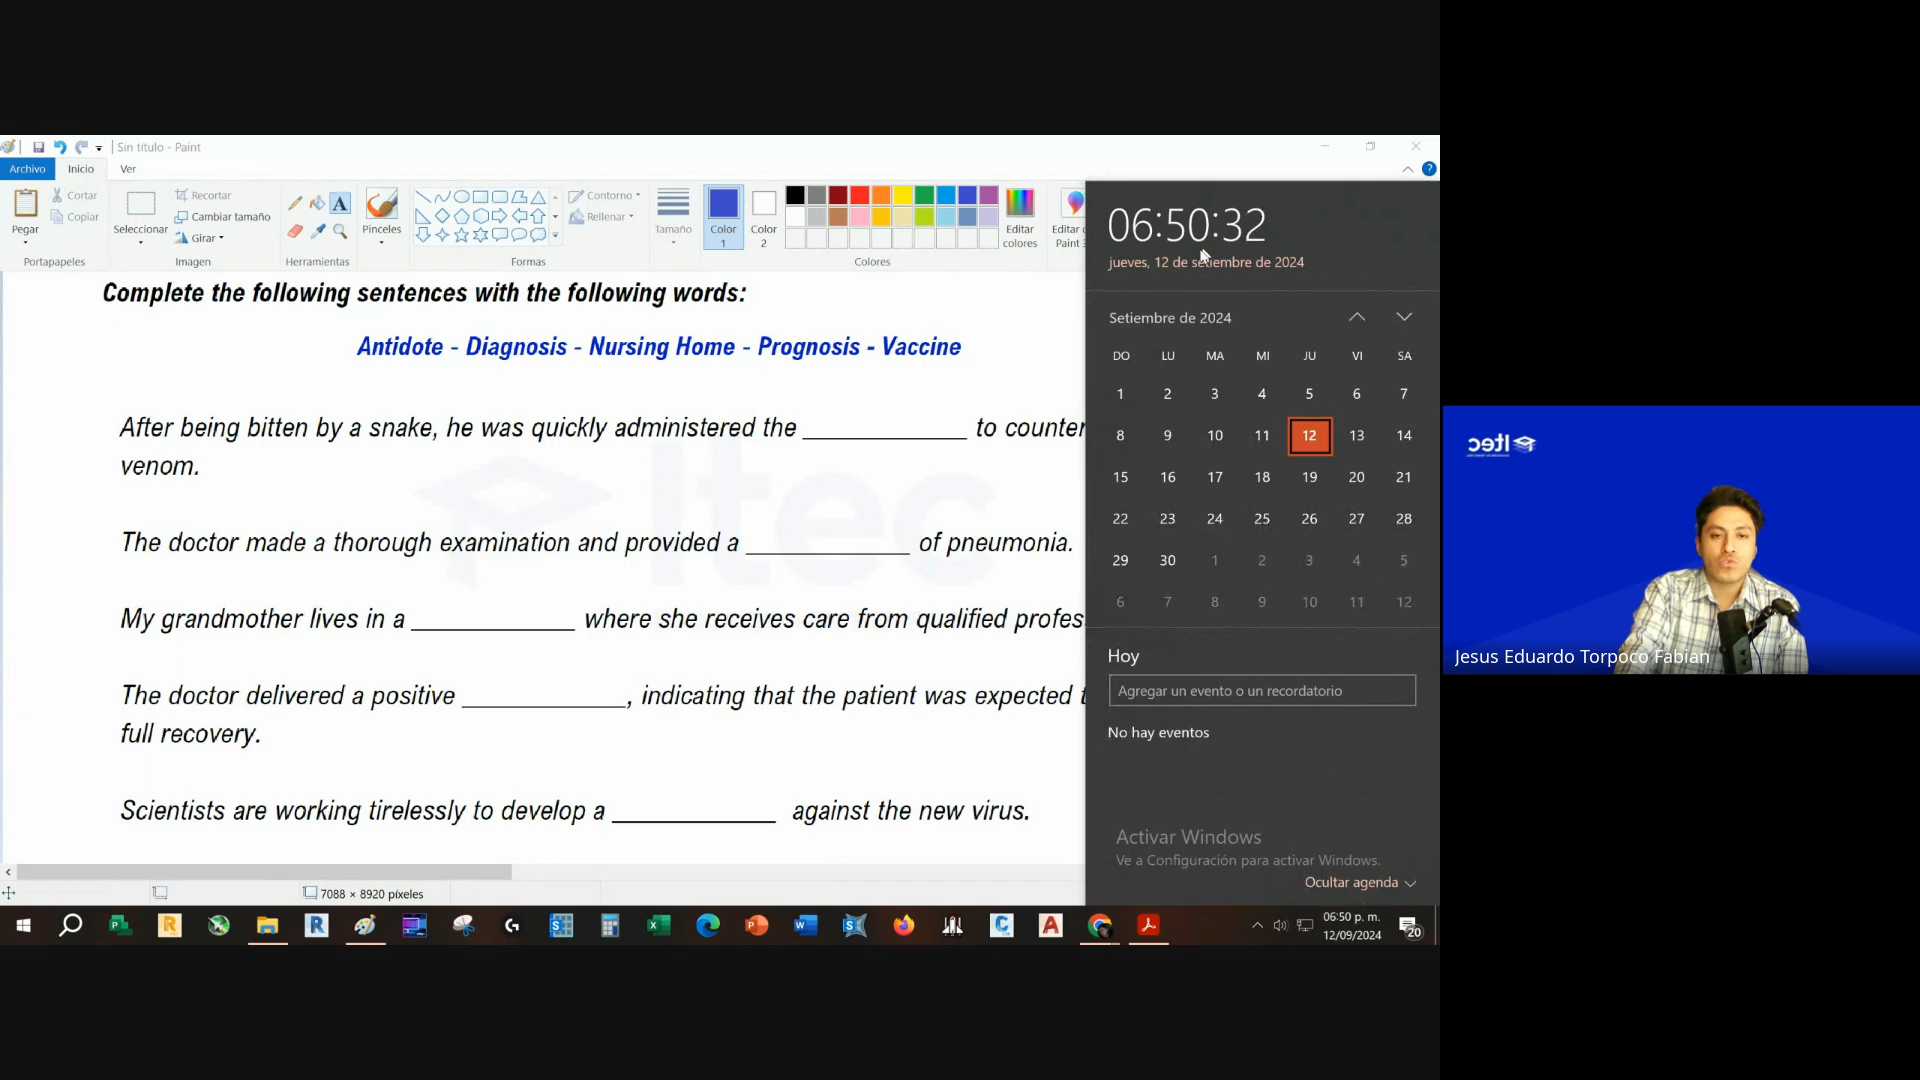 Sin título - Paint
Archivo Inicio Ver
Pegar
Cortar
Copiar
Portapapeles
Seleccionar
Recortar
Cambiar tamaño
Girar
Imagen
A
Herramientas
Pinceles
Formas
Contorno
Rellenar
Tamaño
Color 1
Color 2
Colores
Editar colores
Paint
Complete the following sentences with the following words:
Antidote - Diagnosis - Nursing Home - Prognosis - Vaccine
After being bitten by a snake, he was quickly administered the ____________ to counter
venom.
The doctor made a thorough examination and provided a ____________ of pneumonia.
My grandmother lives in a ____________ where she receives care from qualified profes
The doctor delivered a positive ____________, indicating that the patient was expected t
full recovery.
Scientists are working tirelessly to develop a ____________ against the new virus.
Itec
7088 × 8920 píxeles
06:50:32
jueves, 12 de setiembre de 2024
Setiembre de 2024
DO LU MA MI JU VI SA
1 2 3 4 5 6 7
8 9 10 11 12 13 14
15 16 17 18 19 20 21
22 23 24 25 26 27 28
29 30 1 2 3 4 5
6 7 8 9 10 11 12
Hoy
Agregar un evento o un recordatorio
No hay eventos
Activar Windows
Ve a Configuración para activar Windows.
Ocultar agenda
06:50 p. m.
12/09/2024
20
Itec
Jesus Eduardo Torpoco Fabian